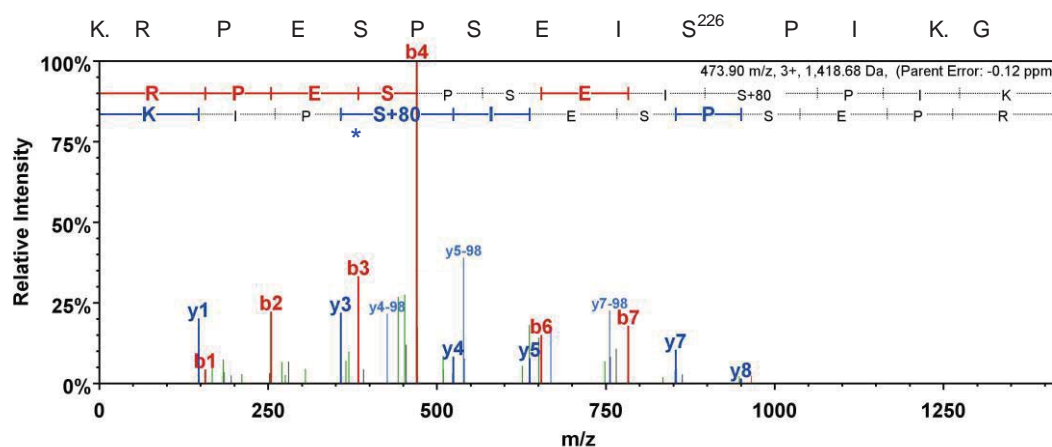 K. R P E S P S E I S226 P I K. G
b4
100%
473.90 m/z, 3+, 1,418.68 Da, (Parent Error: -0.12 ppm
R P E S P S E I S+80 P I K
K I P S+80 I E S P S E P R
*
75%
50%
y5-98
b3
25%
y1 b2 y3 y4-98 y7-98
b6 b7
b1 y4 y5 y7
y8
0%
0 250 500 750 1000 1250
m/z
Relative Intensity